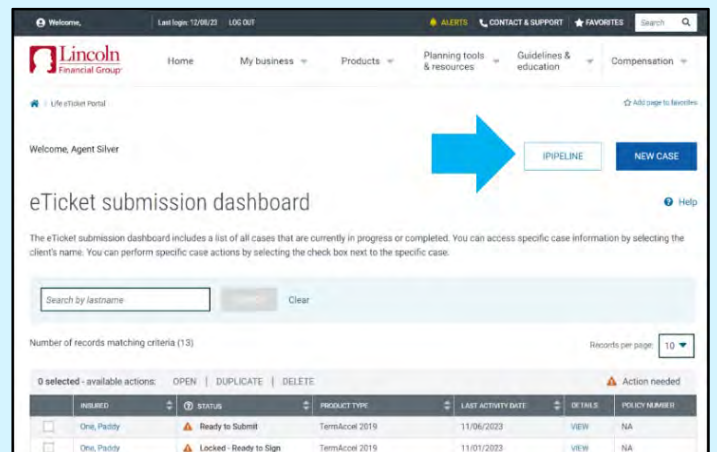 Welcome, Last login: 12/08/23 LOG OUT ALERTS CONTACT & SUPPORT FAVORITES Search
Lincoln
Financial Group
Home My business Products Planning tools & resources Guidelines & education Compensation
Life eTicket Portal Add page to favorites
Welcome, Agent Silver
IPIPELINE NEW CASE
eTicket submission dashboard
Help
The eTicket submission dashboard includes a list of all cases that are currently in progress or completed. You can access specific case information by selecting the
client's name. You can perform specific case actions by selecting the check box next to the specific case.
Search by lastname Clear
Number of records matching criteria (13) Records per page: 10
0 selected - available actions: OPEN | DUPLICATE | DELETE Action needed
INSURED STATUS PRODUCT TYPE LAST ACTIVITY DATE DETAILS POLICY NUMBER
One, Paddy Ready to Submit TermAccel 2019 11/06/2023 VIEW NA
One, Paddy Locked - Ready to Sign TermAccel 2019 11/01/2023 VIEW NA